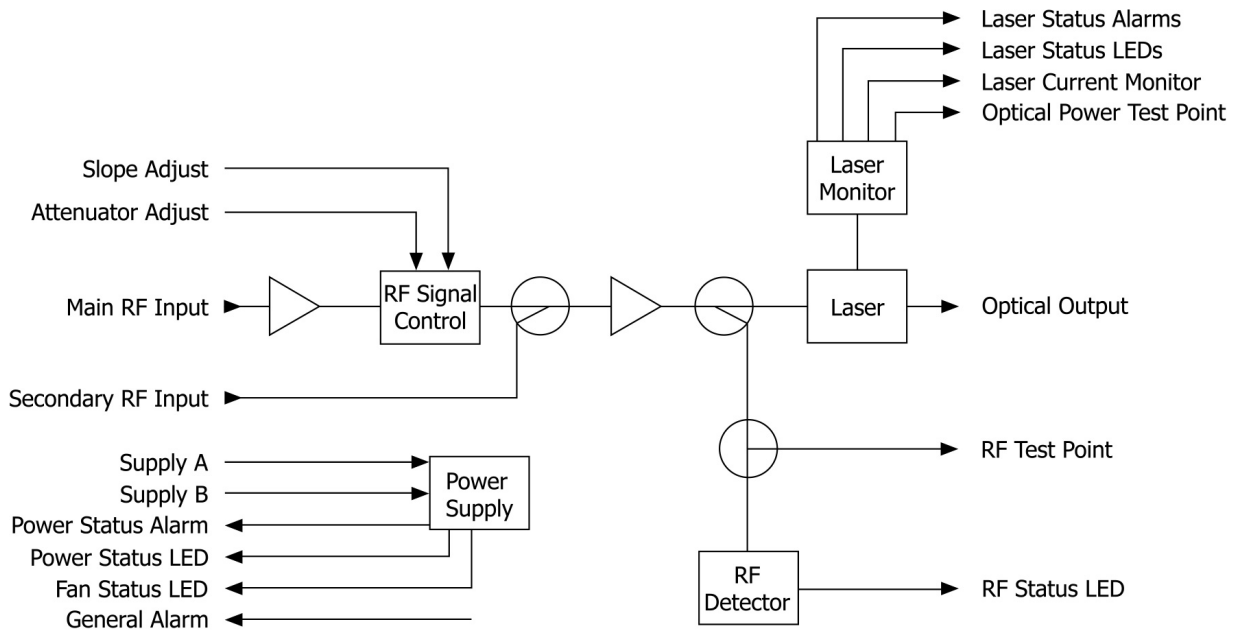 Laser Status Alarms
Laser Status LEDs
Laser Current Monitor
Optical Power Test Point
Laser
Monitor
Slope Adjust
Attenuator Adjust
Main RF Input
RF Signal
Control
Laser
Optical Output
Secondary RF Input
Supply A
Supply B
Power Status Alarm
Power Status LED
Fan Status LED
General Alarm
Power
Supply
RF Test Point
RF
Detector
RF Status LED